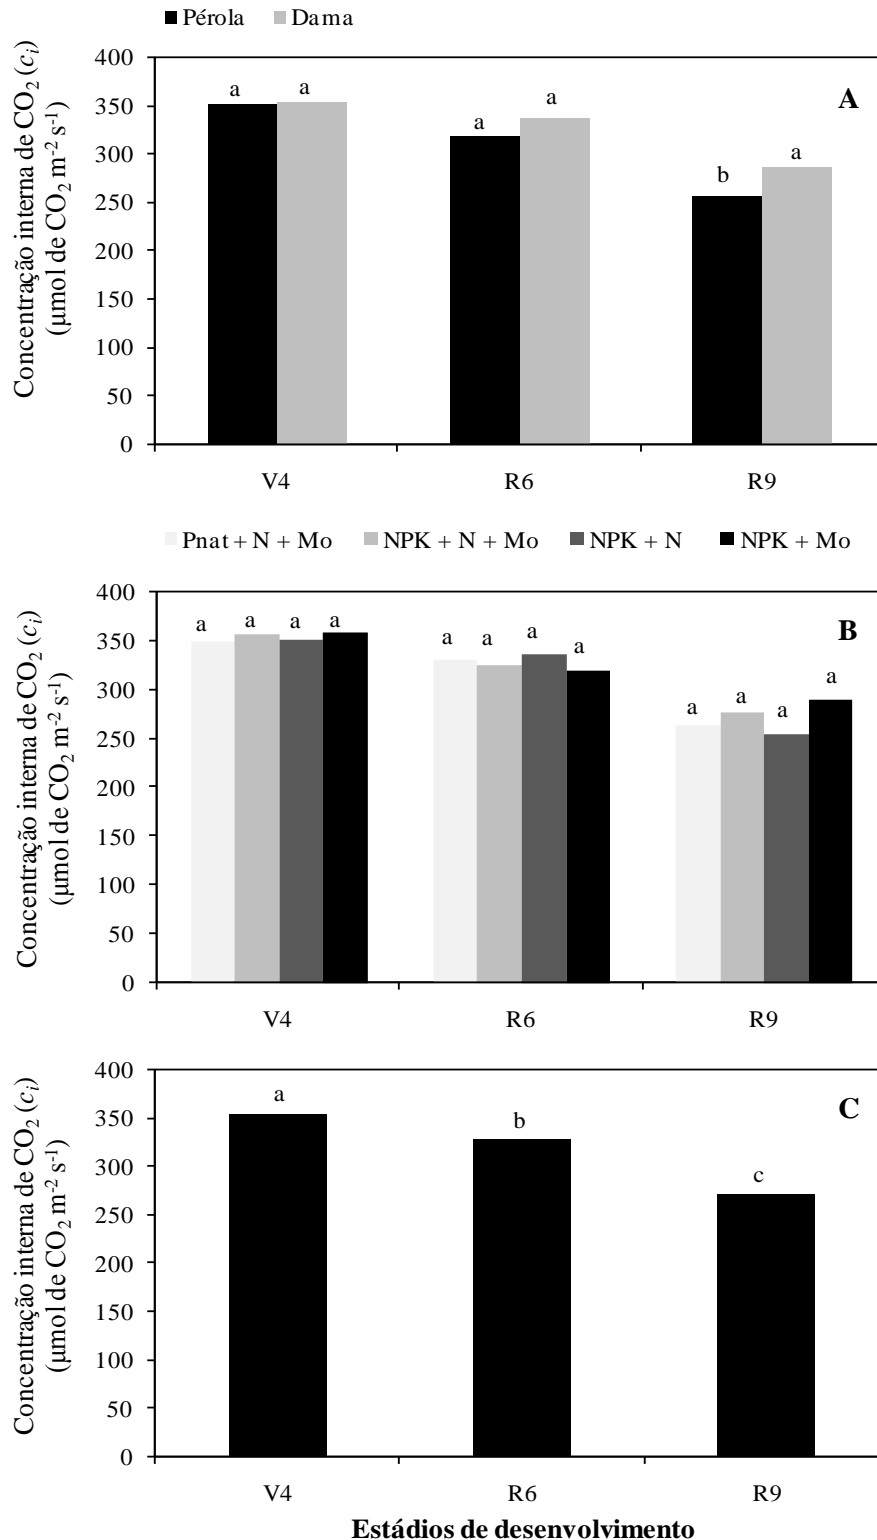 Pérola Dama
Concentração interna de CO₂ (cᵢ)
(µmol de CO₂ m⁻² s⁻¹)
400
350
300
250
200
150
100
50
0
A
a a
a a
b a
V4 R6 R9
Pnat + N + Mo NPK + N + Mo NPK + N NPK + Mo
Concentração interna de CO₂ (cᵢ)
(µmol de CO₂ m⁻² s⁻¹)
400
350
300
250
200
150
100
50
0
B
a a a a
a a a a
a a a a
V4 R6 R9
Concentração interna de CO₂ (cᵢ)
(µmol de CO₂ m⁻² s⁻¹)
400
350
300
250
200
150
100
50
0
C
a
b
c
V4 R6 R9
Estádios de desenvolvimento